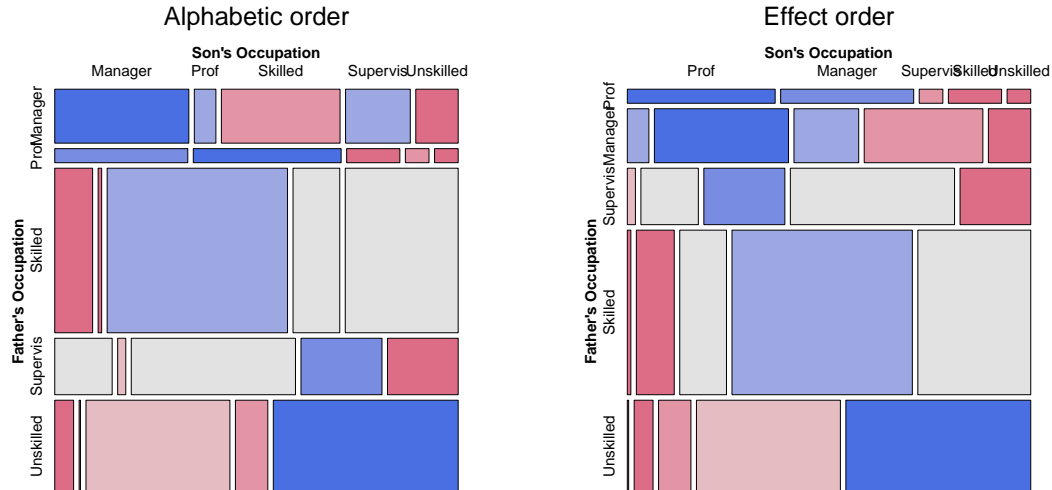 Alphabetic order
Son's Occupation
Manager Prof Skilled Supervis Unskilled
Father's Occupation
Manager
Prof
Skilled
Supervis
Unskilled
Effect order
Son's Occupation
Prof Manager Supervis Skilled Unskilled
Father's Occupation
Prof
Manager
Supervis
Skilled
Unskilled